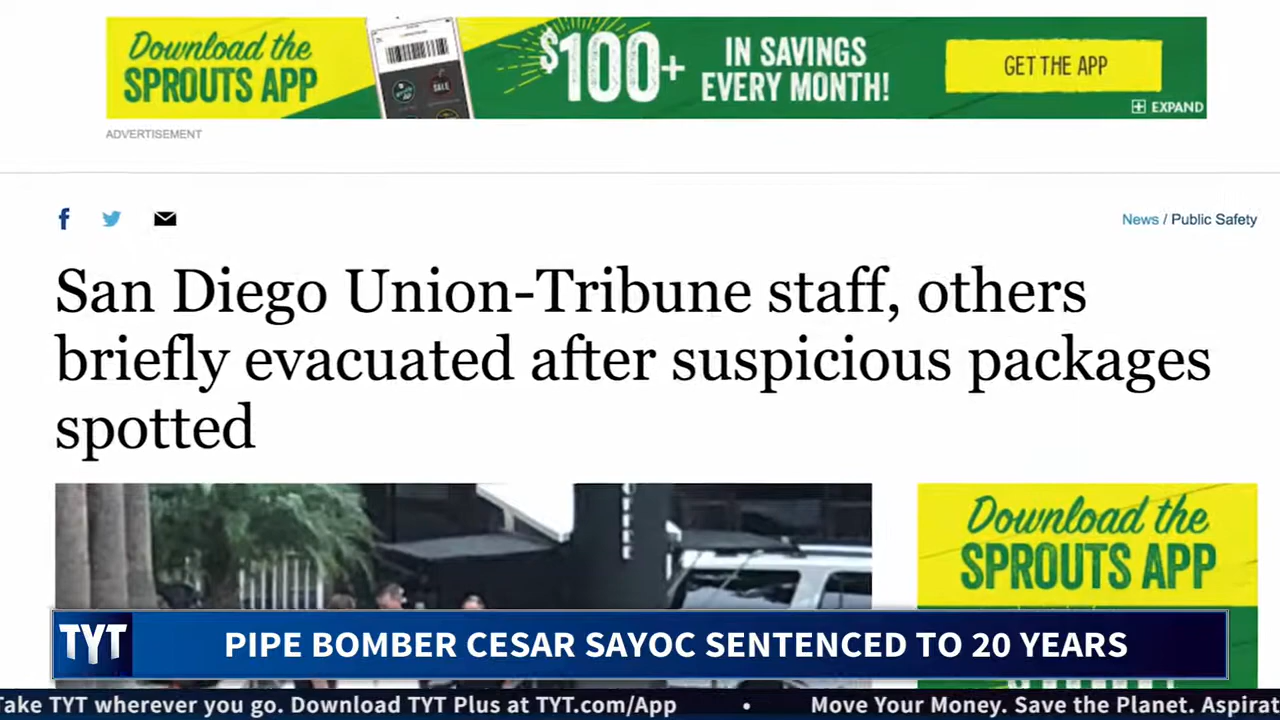 Download the
SPROUTS APP
$100+
IN SAVINGS
EVERY MONTH!
GET THE APP
EXPAND
ADVERTISEMENT
News / Public Safety
San Diego Union-Tribune staff, others
briefly evacuated after suspicious packages
spotted
Download the
SPROUTS APP
TYT
PIPE BOMBER CESAR SAYOC SENTENCED TO 20 YEARS
Take TYT wherever you go. Download TYT Plus at TYT.com/App • Move Your Money. Save the Planet. Aspirat